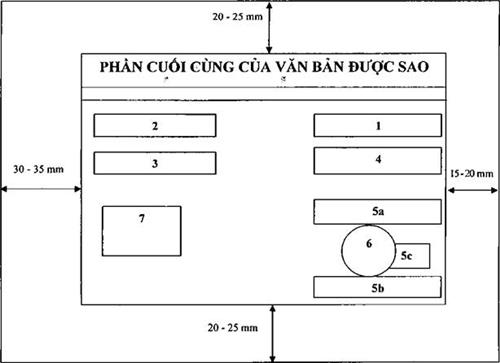 20 - 25 mm
PHẦN CUỐI CÙNG CỦA VĂN BẢN ĐƯỢC SAO
2
1
3
4
30 - 35 mm
15-20 mm
7
5a
6
5c
5b
20 - 25 mm